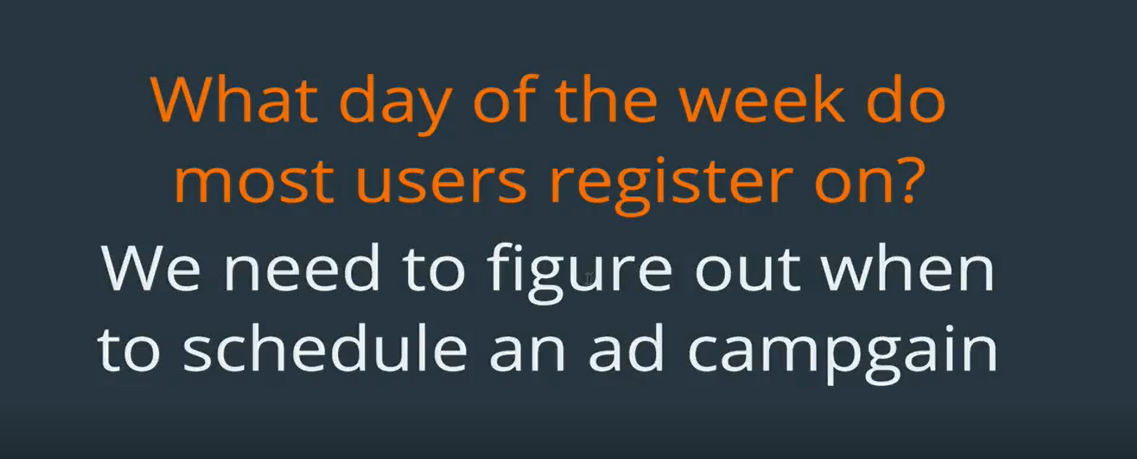 What day of the week do
most users register on?
We need to figure out when
to schedule an ad campgain